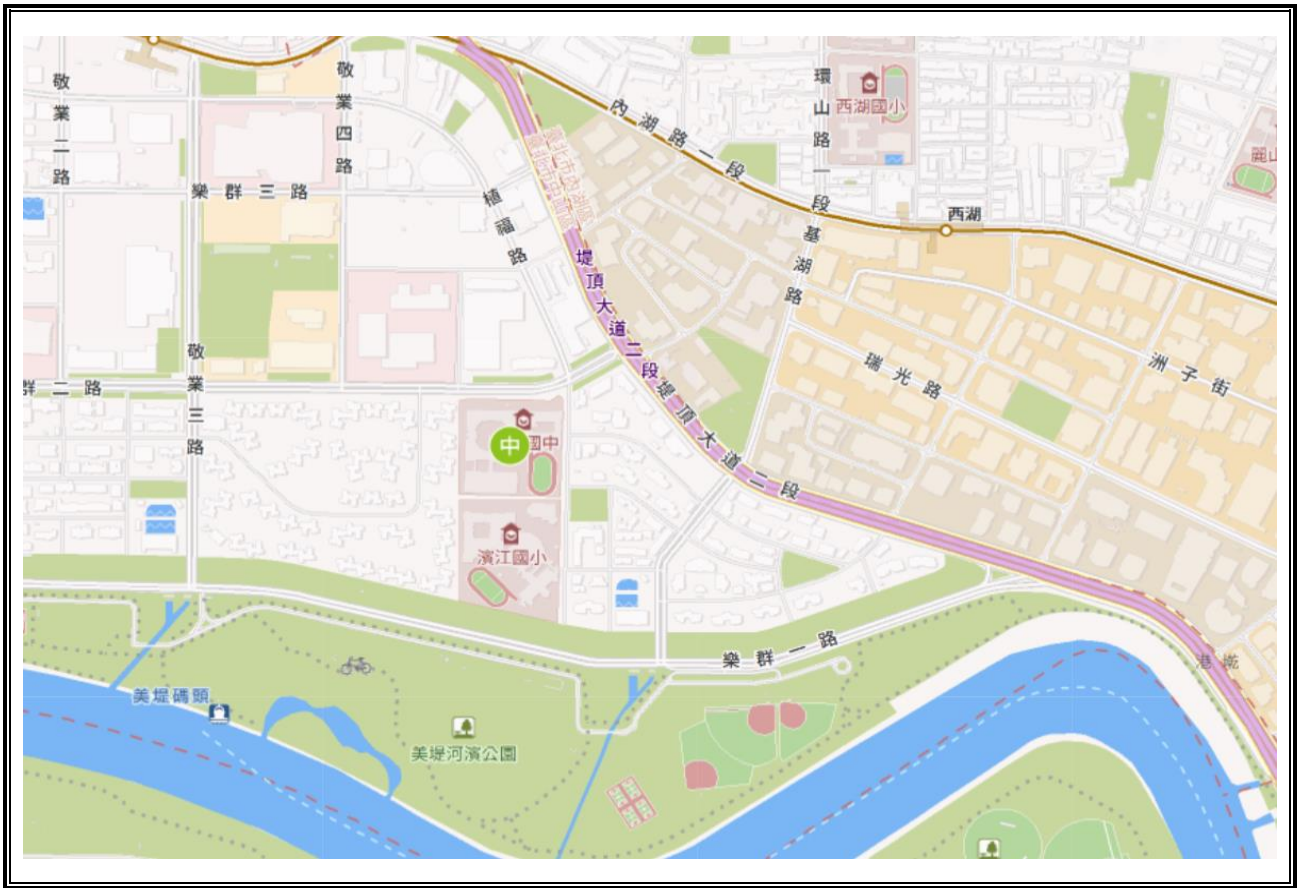 敬業二路
敬業四路
環山路一段
西湖國小
內湖路一段
麗山
樂群三路
植福路
西湖
基湖路
堤頂大道二段
洲子街
瑞光路
群二路
敬業三路
堤頂大道二段
中
國中
濱江國小
樂群一路
港墘
美堤碼頭
美堤河濱公園